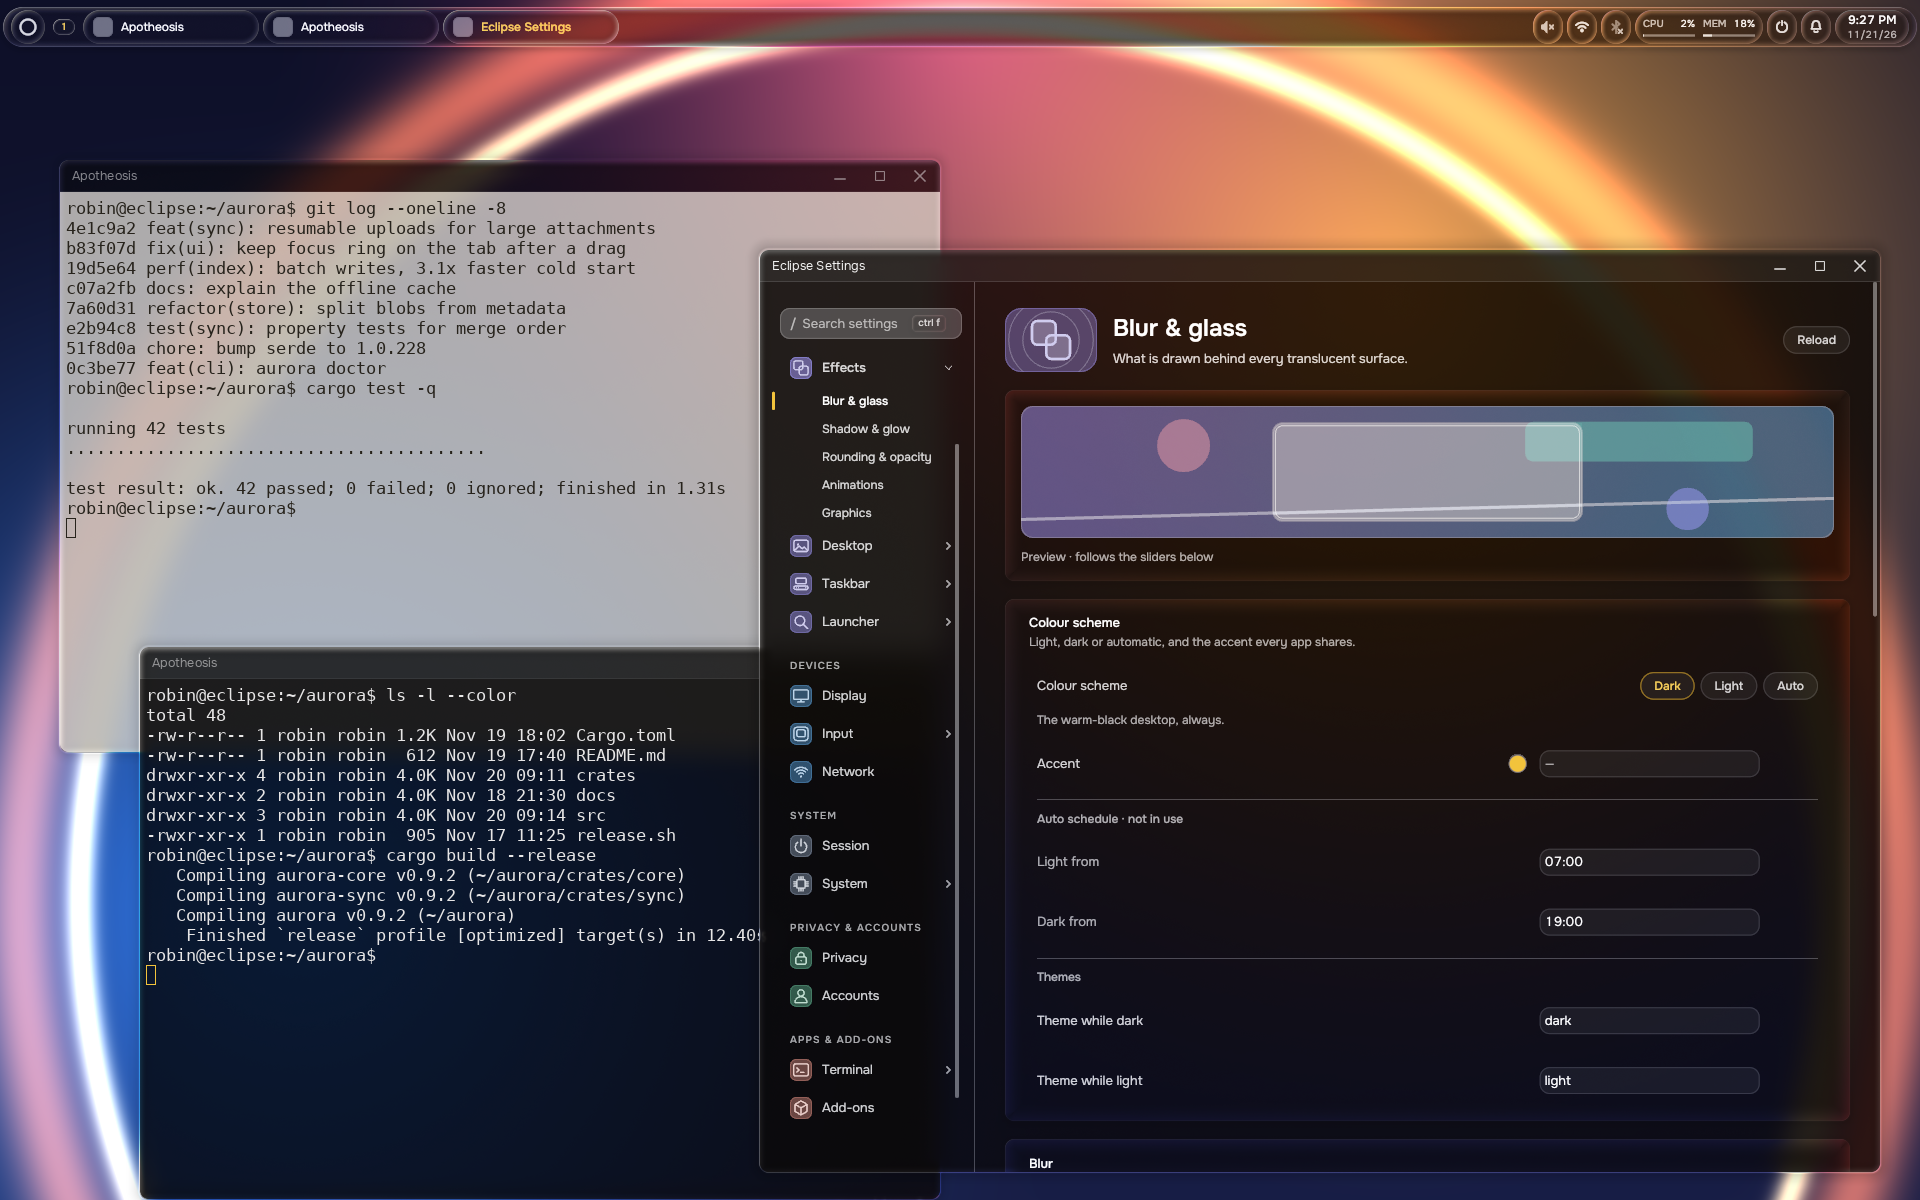 1
Apotheosis
Apotheosis
Eclipse Settings
CPU 2% MEM 18%
9:27 PM
11/21/26
Apotheosis
robin@eclipse:~/aurora$ git log --oneline -8
4e1c9a2 feat(sync): resumable uploads for large attachments
b83f07d fix(ui): keep focus ring on the tab after a drag
19d5e64 perf(index): batch writes, 3.1x faster cold start
c07a2fb docs: explain the offline cache
7a60d31 refactor(store): split blobs from metadata
e2b94c8 test(sync): property tests for merge order
51f8d0a chore: bump serde to 1.0.228
0c3be77 feat(cli): aurora doctor
robin@eclipse:~/aurora$ cargo test -q
running 42 tests
..........................................
test result: ok. 42 passed; 0 failed; 0 ignored; finished in 1.31s
robin@eclipse:~/aurora$
Apotheosis
robin@eclipse:~/aurora$ ls -l --color
total 48
-rw-r--r-- 1 robin robin 1.2K Nov 19 18:02 Cargo.toml
-rw-r--r-- 1 robin robin  612 Nov 19 17:40 README.md
drwxr-xr-x 4 robin robin 4.0K Nov 20 09:11 crates
drwxr-xr-x 2 robin robin 4.0K Nov 18 21:30 docs
drwxr-xr-x 3 robin robin 4.0K Nov 20 09:14 src
-rwxr-xr-x 1 robin robin  905 Nov 17 11:25 release.sh
robin@eclipse:~/aurora$ cargo build --release
   Compiling aurora-core v0.9.2 (~/aurora/crates/core)
   Compiling aurora-sync v0.9.2 (~/aurora/crates/sync)
   Compiling aurora v0.9.2 (~/aurora)
    Finished `release` profile [optimized] target(s) in 12.40s
robin@eclipse:~/aurora$
Eclipse Settings
/ Search settings ctrl f
Effects
Blur & glass
Shadow & glow
Rounding & opacity
Animations
Graphics
Desktop
Taskbar
Launcher
DEVICES
Display
Input
Network
SYSTEM
Session
System
PRIVACY & ACCOUNTS
Privacy
Accounts
APPS & ADD-ONS
Terminal
Add-ons
Blur & glass
What is drawn behind every translucent surface.
Reload
Preview · follows the sliders below
Colour scheme
Light, dark or automatic, and the accent every app shares.
Colour scheme
Dark
Light
Auto
The warm-black desktop, always.
Accent
—
Auto schedule · not in use
Light from
07:00
Dark from
19:00
Themes
Theme while dark
dark
Theme while light
light
Blur